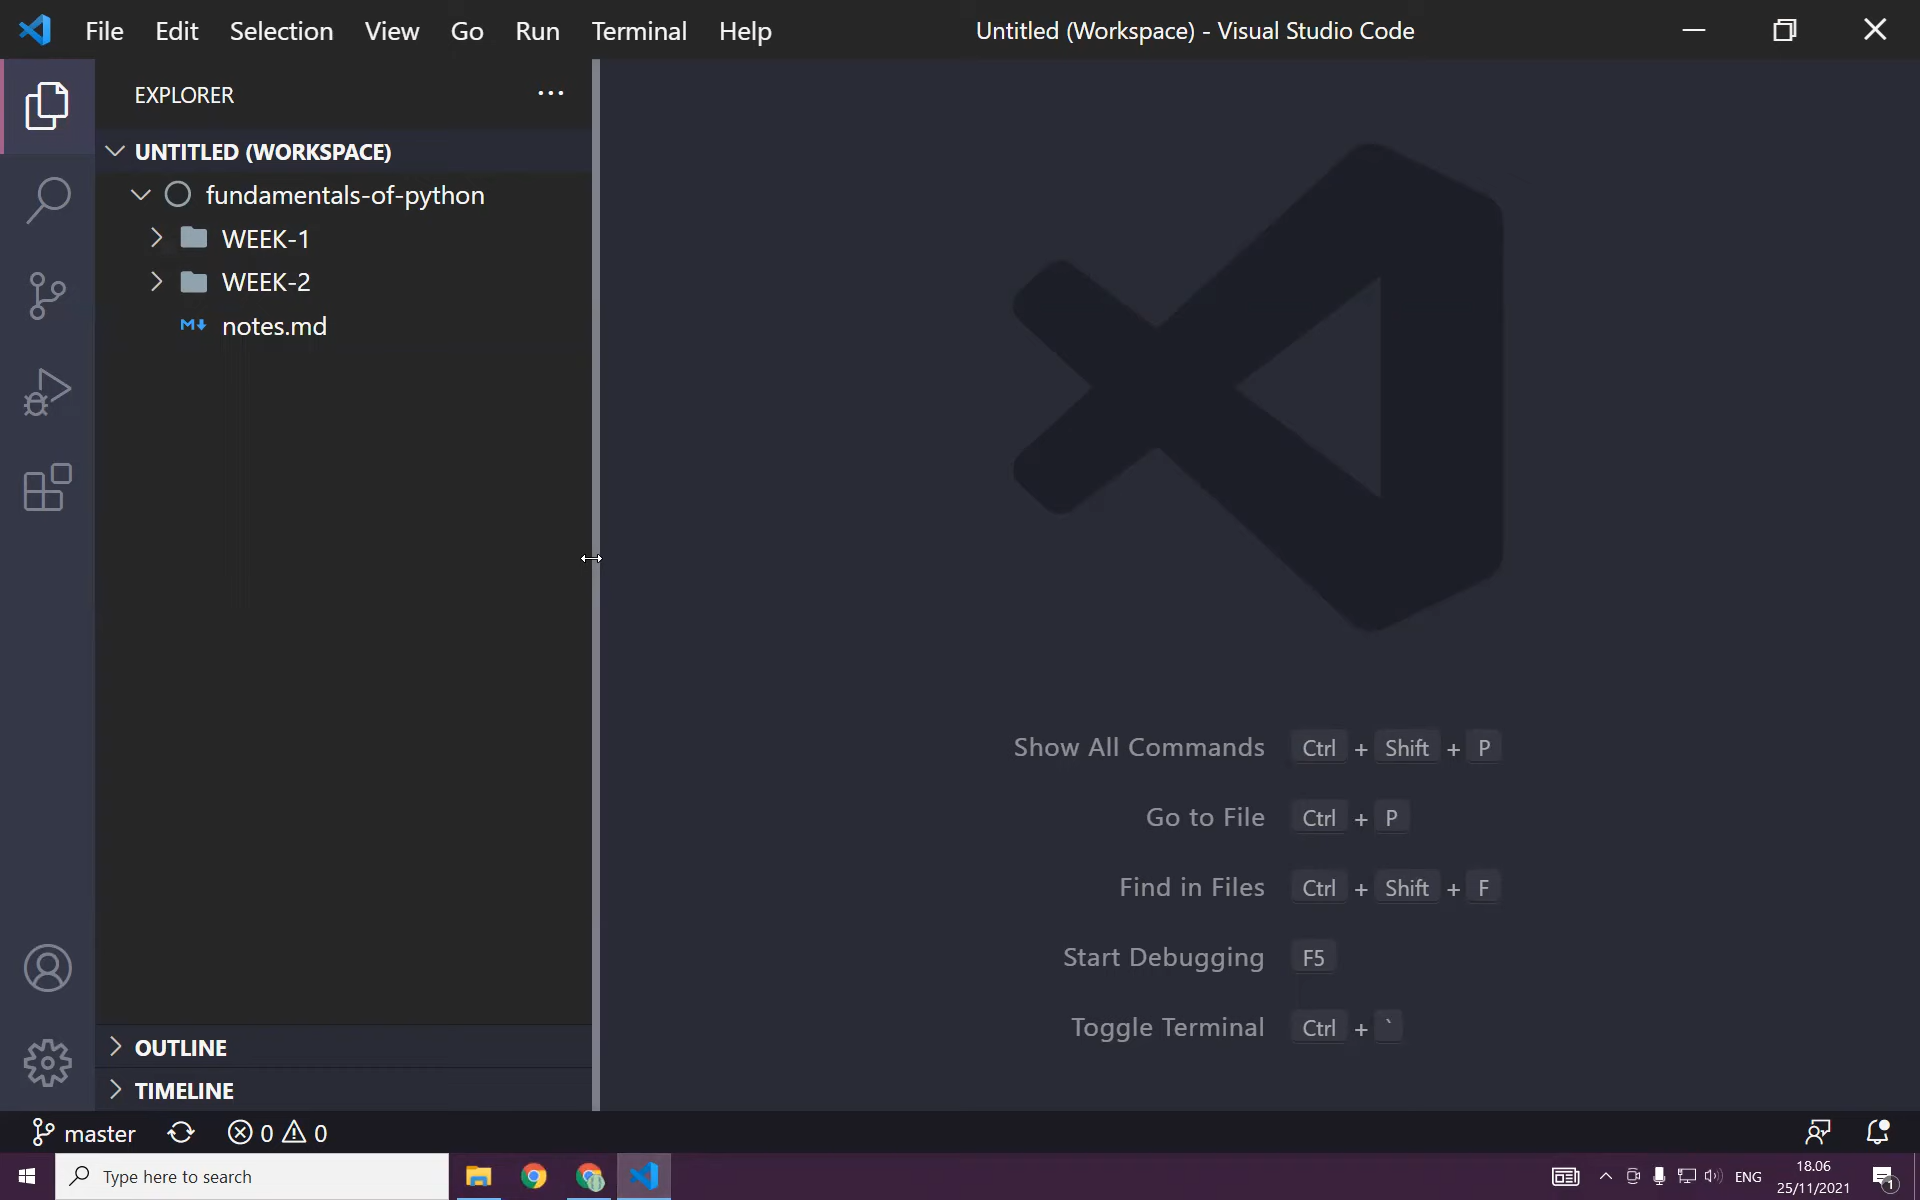 File Edit Selection View Go Run Terminal Help Untitled (Workspace) - Visual Studio Code
EXPLORER ...
UNTITLED (WORKSPACE)
fundamentals-of-python
WEEK-1
WEEK-2
M notes.md
Show All Commands Ctrl + Shift + P
Go to File Ctrl + P
Find in Files Ctrl + Shift + F
Start Debugging F5
Toggle Terminal Ctrl + `
OUTLINE
TIMELINE
master 0 0
Type here to search ENG 18.06
25/11/2021 1